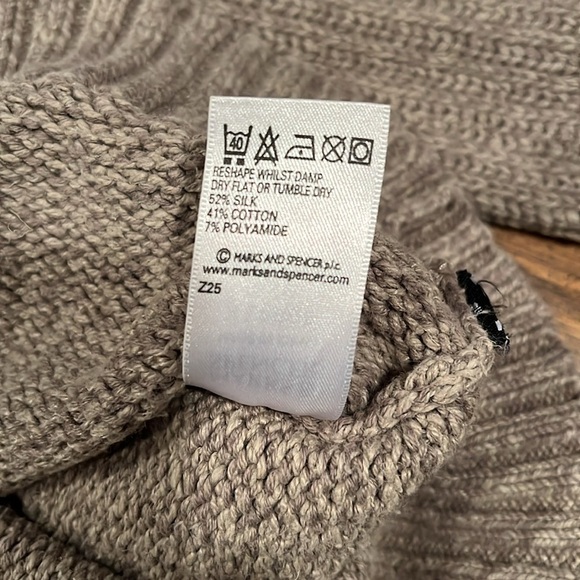 40
RESHAPE WHILST DAMP
DRY FLAT OR TUMBLE DRY
52% SILK
41% COTTON
7% POLYAMIDE
© MARKS AND SPENCER p.l.c.
www.marksandspencer.com
Z25